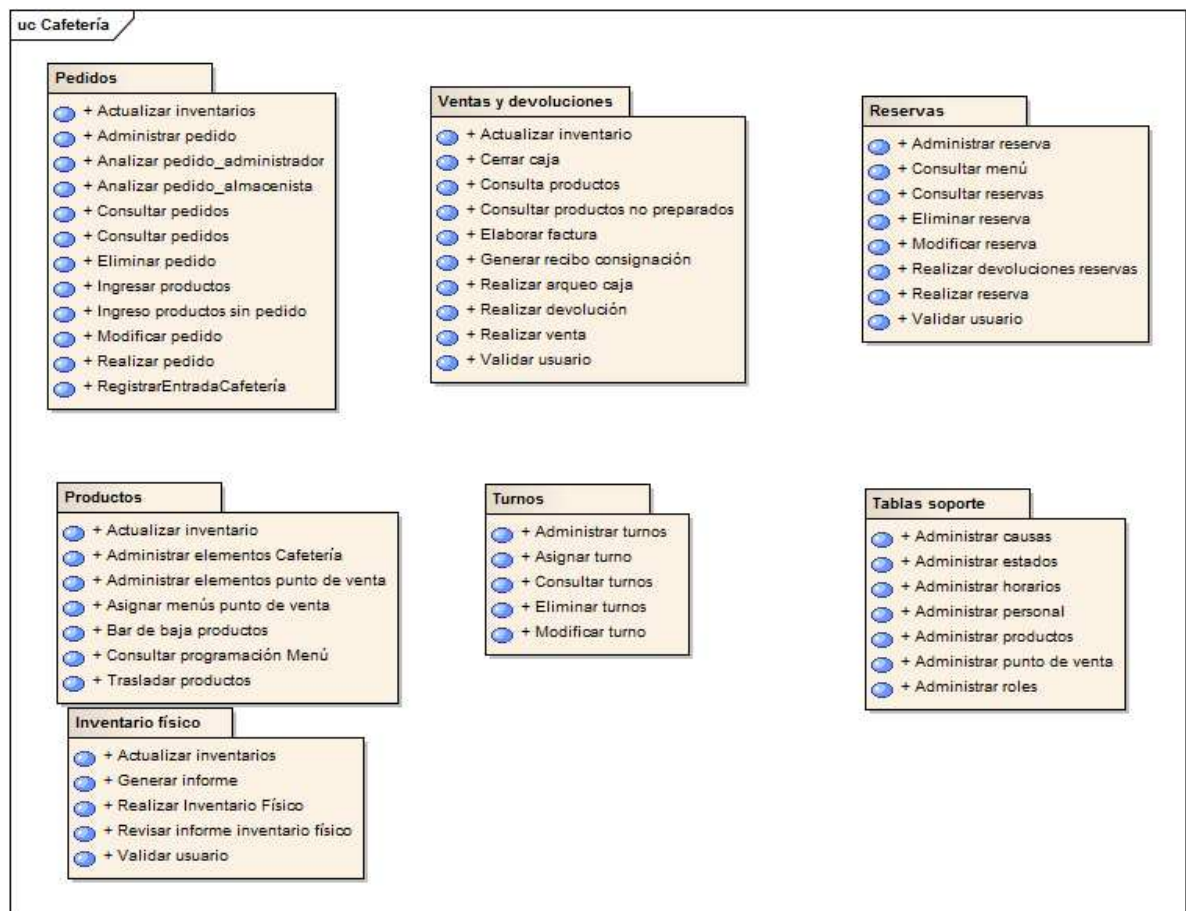 uc Cafetería
Pedidos
+ Actualizar inventarios
+ Administrar pedido
+ Analizar pedido_administrador
+ Analizar pedido_almacenista
+ Consultar pedidos
+ Consultar pedidos
+ Eliminar pedido
+ Ingresar productos
+ Ingreso productos sin pedido
+ Modificar pedido
+ Realizar pedido
+ RegistrarEntradaCafetería
Ventas y devoluciones
+ Actualizar inventario
+ Cerrar caja
+ Consulta productos
+ Consultar productos no preparados
+ Elaborar factura
+ Generar recibo consignación
+ Realizar arqueo caja
+ Realizar devolución
+ Realizar venta
+ Validar usuario
Reservas
+ Administrar reserva
+ Consultar menú
+ Consultar reservas
+ Eliminar reserva
+ Modificar reserva
+ Realizar devoluciones reservas
+ Realizar reserva
+ Validar usuario
Productos
+ Actualizar inventario
+ Administrar elementos Cafetería
+ Administrar elementos punto de venta
+ Asignar menús punto de venta
+ Bar de baja productos
+ Consultar programación Menú
+ Trasladar productos
Turnos
+ Administrar turnos
+ Asignar turno
+ Consultar turnos
+ Eliminar turnos
+ Modificar turno
Tablas soporte
+ Administrar causas
+ Administrar estados
+ Administrar horarios
+ Administrar personal
+ Administrar productos
+ Administrar punto de venta
+ Administrar roles
Inventario físico
+ Actualizar inventarios
+ Generar informe
+ Realizar Inventario Físico
+ Revisar informe inventario físico
+ Validar usuario